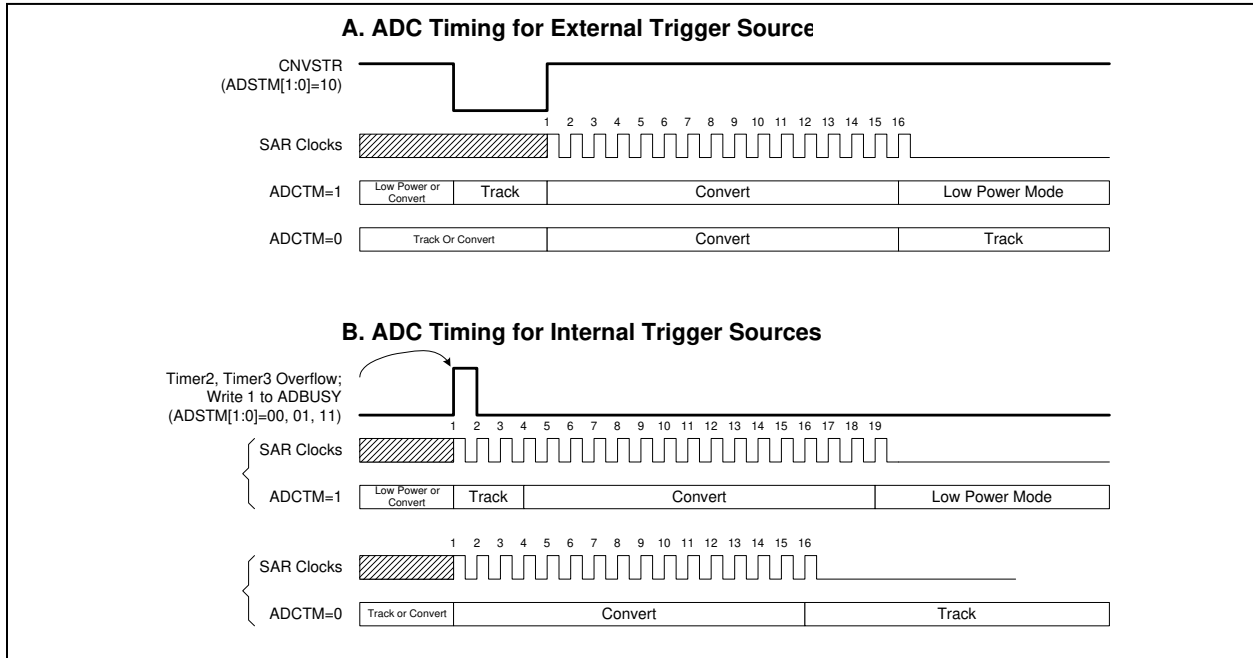 A. ADC Timing for External Trigger Source
CNVSTR
(ADSTM[1:0]=10)
1 2 3 4 5 6 7 8 9 10 11 12 13 14 15 16
SAR Clocks
ADCTM=1
Low Power or
Convert
Track
Convert
Low Power Mode
ADCTM=0
Track Or Convert
Convert
Track
B. ADC Timing for Internal Trigger Sources
Timer2, Timer3 Overflow;
Write 1 to ADBUSY
(ADSTM[1:0]=00, 01, 11)
1 2 3 4 5 6 7 8 9 10 11 12 13 14 15 16 17 18 19
SAR Clocks
ADCTM=1
Low Power or
Convert
Track
Convert
Low Power Mode
1 2 3 4 5 6 7 8 9 10 11 12 13 14 15 16
SAR Clocks
ADCTM=0
Track or Convert
Convert
Track